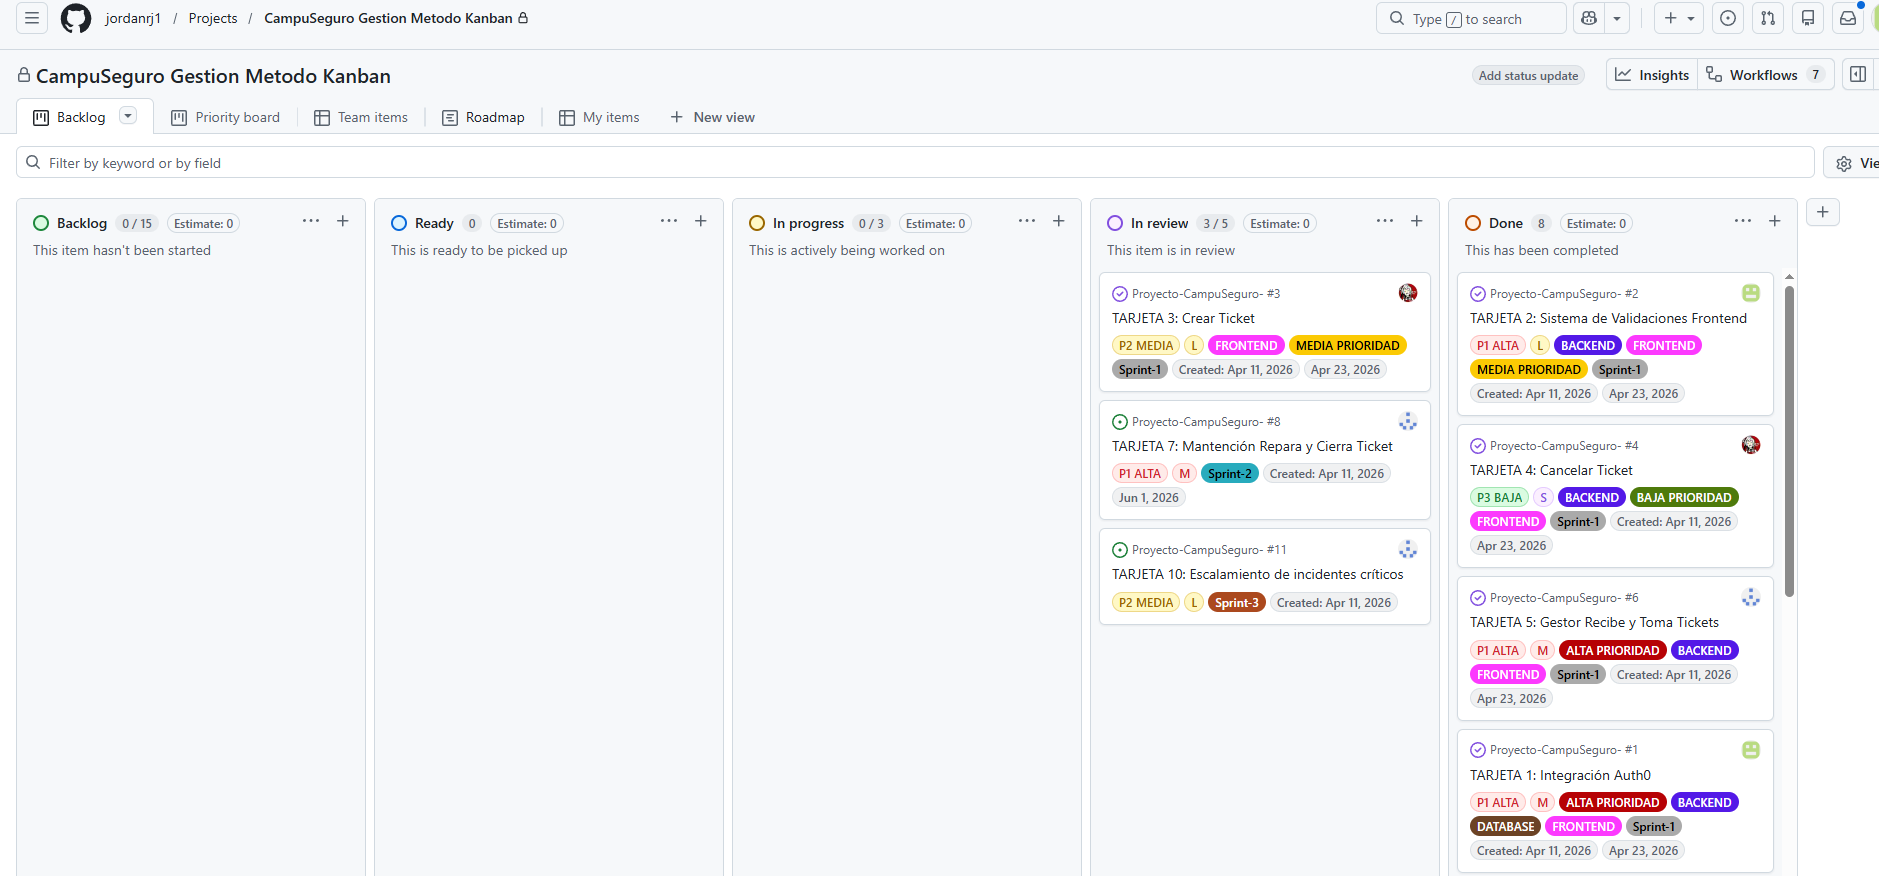 jordanrj1 / Projects / CampuSeguro Gestion Metodo Kanban
Type / to search
CampuSeguro Gestion Metodo Kanban
Add status update
Insights
Workflows 7
Backlog
Priority board
Team items
Roadmap
My items
New view
Filter by keyword or by field
Vie
Backlog 0 / 15 Estimate: 0
This item hasn't been started
Ready 0 Estimate: 0
This is ready to be picked up
In progress 0 / 3 Estimate: 0
This is actively being worked on
In review 3 / 5 Estimate: 0
This item is in review
Proyecto-CampuSeguro- #3
TARJETA 3: Crear Ticket
P2 MEDIA L FRONTEND MEDIA PRIORIDAD
Sprint-1 Created: Apr 11, 2026 Apr 23, 2026
Proyecto-CampuSeguro- #8
TARJETA 7: Mantención Repara y Cierra Ticket
P1 ALTA M Sprint-2 Created: Apr 11, 2026
Jun 1, 2026
Proyecto-CampuSeguro- #11
TARJETA 10: Escalamiento de incidentes críticos
P2 MEDIA L Sprint-3 Created: Apr 11, 2026
Done 8 Estimate: 0
This has been completed
Proyecto-CampuSeguro- #2
TARJETA 2: Sistema de Validaciones Frontend
P1 ALTA L BACKEND FRONTEND
MEDIA PRIORIDAD Sprint-1
Created: Apr 11, 2026 Apr 23, 2026
Proyecto-CampuSeguro- #4
TARJETA 4: Cancelar Ticket
P3 BAJA S BACKEND BAJA PRIORIDAD
FRONTEND Sprint-1 Created: Apr 11, 2026
Apr 23, 2026
Proyecto-CampuSeguro- #6
TARJETA 5: Gestor Recibe y Toma Tickets
P1 ALTA M ALTA PRIORIDAD BACKEND
FRONTEND Sprint-1 Created: Apr 11, 2026
Apr 23, 2026
Proyecto-CampuSeguro- #1
TARJETA 1: Integración Auth0
P1 ALTA M ALTA PRIORIDAD BACKEND
DATABASE FRONTEND Sprint-1
Created: Apr 11, 2026 Apr 23, 2026